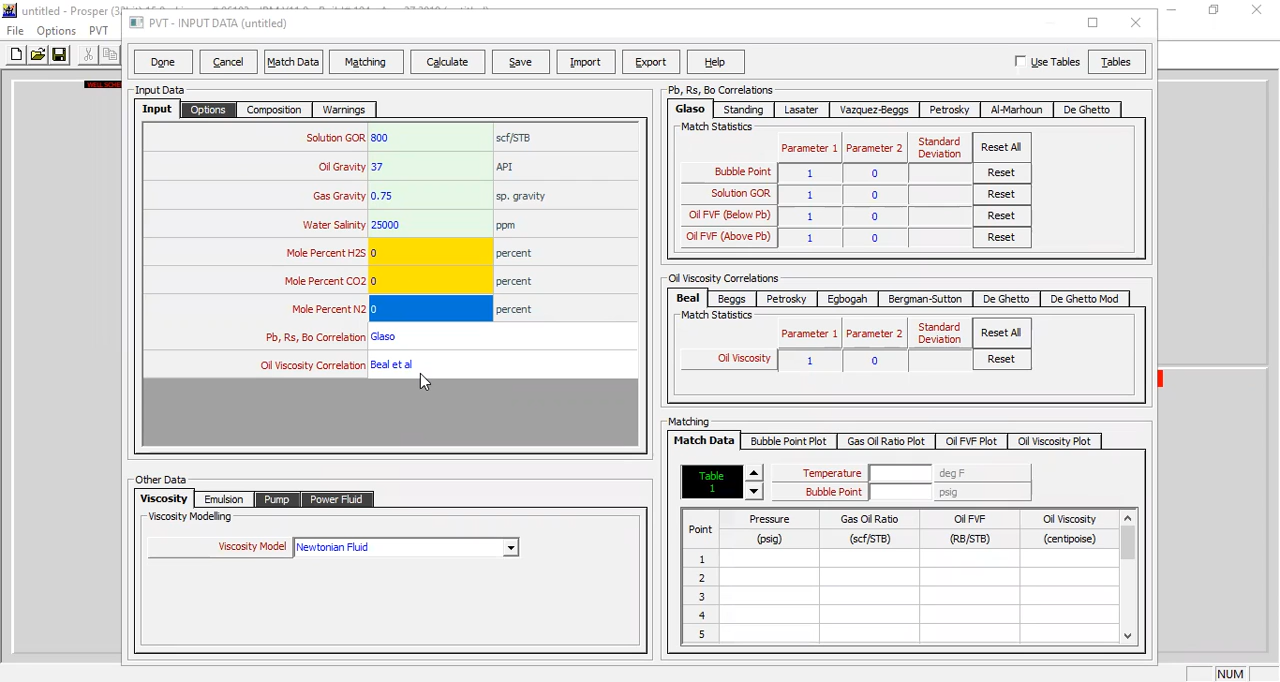 untitled - Prosper
PVT - INPUT DATA (untitled)
File Options PVT
Done Cancel Match Data Matching Calculate Save Import Export Help Use Tables Tables
Input Data
Input Options Composition Warnings
Solution GOR 800 scf/STB
Oil Gravity 37 API
Gas Gravity 0.75 sp. gravity
Water Salinity 25000 ppm
Mole Percent H2S 0 percent
Mole Percent CO2 0 percent
Mole Percent N2 0 percent
Pb, Rs, Bo Correlation Glaso
Oil Viscosity Correlation Beal et al
Other Data
Viscosity Emulsion Pump Power Fluid
Viscosity Modelling
Viscosity Model Newtonian Fluid
Pb, Rs, Bo Correlations
Glaso Standing Lasater Vazquez-Beggs Petrosky Al-Marhoun De Ghetto
Match Statistics
Parameter 1 Parameter 2 Standard Deviation Reset All
Bubble Point 1 0 Reset
Solution GOR 1 0 Reset
Oil FVF (Below Pb) 1 0 Reset
Oil FVF (Above Pb) 1 0 Reset
Oil Viscosity Correlations
Beal Beggs Petrosky Egbogah Bergman-Sutton De Ghetto De Ghetto Mod
Match Statistics
Parameter 1 Parameter 2 Standard Deviation Reset All
Oil Viscosity 1 0 Reset
Matching
Match Data Bubble Point Plot Gas Oil Ratio Plot Oil FVF Plot Oil Viscosity Plot
Table 1
Temperature deg F
Bubble Point psig
Point Pressure Gas Oil Ratio Oil FVF Oil Viscosity
(psig) (scf/STB) (RB/STB) (centipoise)
1
2
3
4
5
NUM